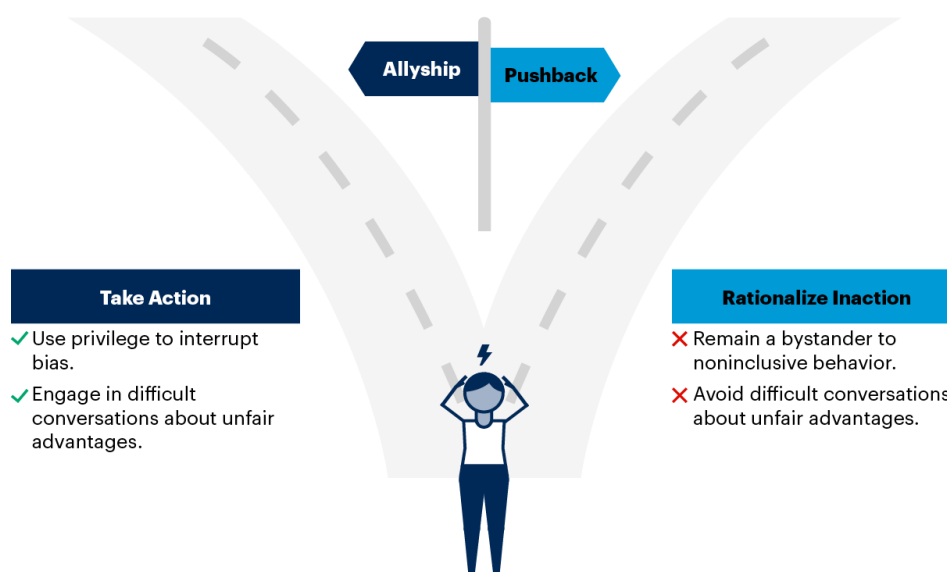 Allyship
Pushback
Take Action
Use privilege to interrupt
bias.
Engage in difficult
conversations about unfair
advantages.
Rationalize Inaction
Remain a bystander to
noninclusive behavior.
Avoid difficult conversations
about unfair advantages.